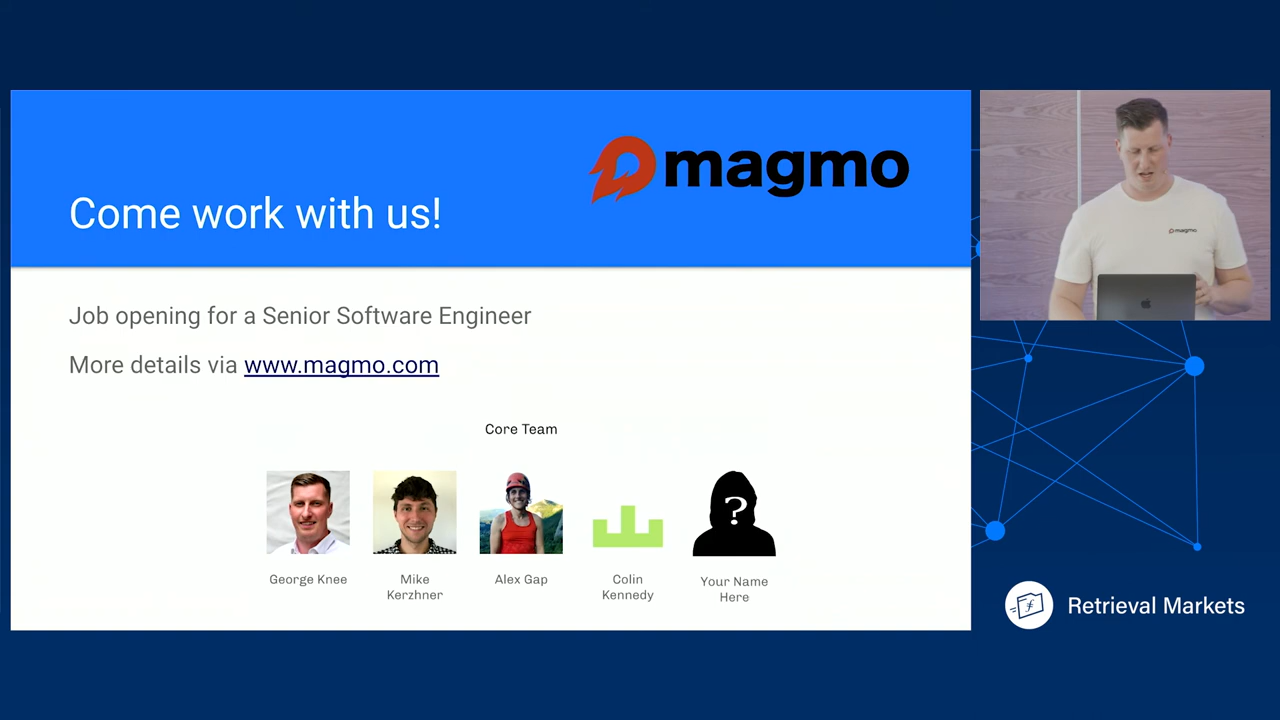 magmo
Come work with us!
Job opening for a Senior Software Engineer
More details via www.magmo.com
Core Team
George Knee
Mike
Kerzhner
Alex Gap
Colin
Kennedy
?
Your Name
Here
magmo
Retrieval Markets